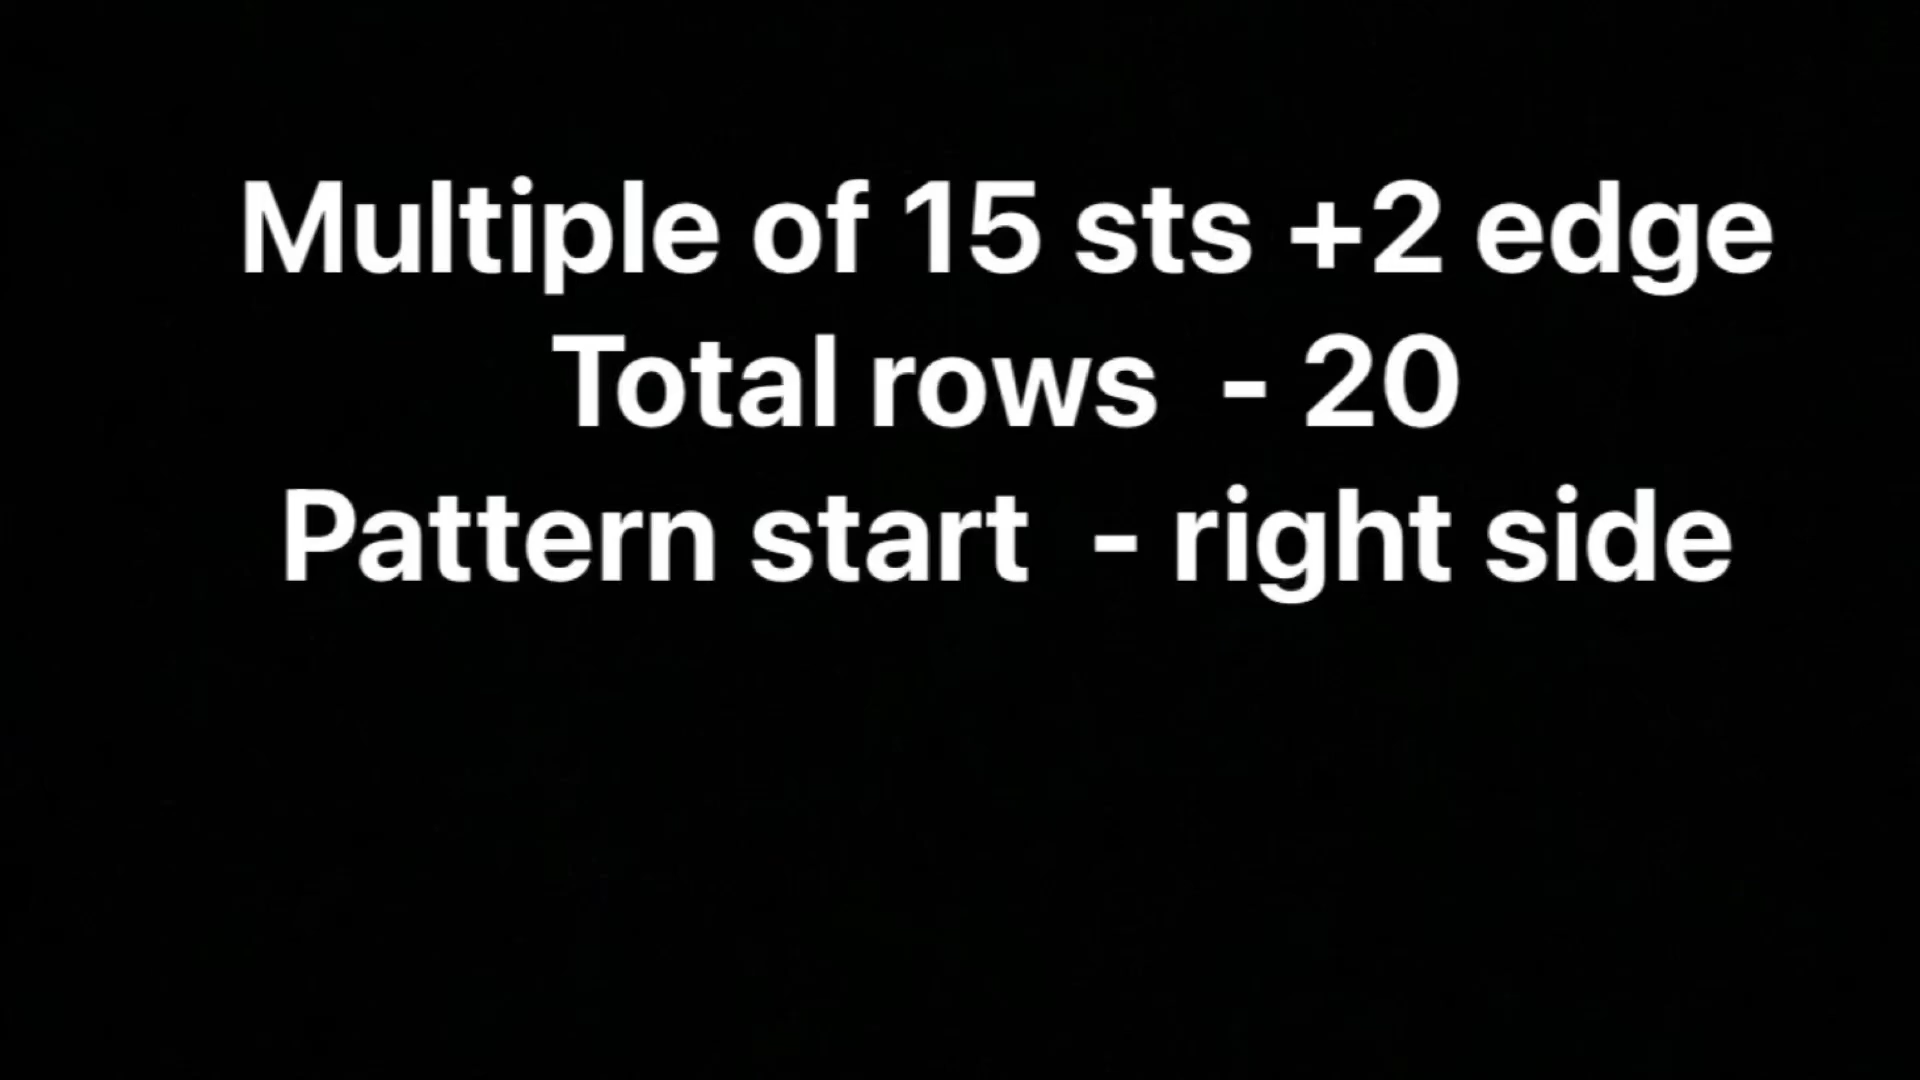 Multiple of 15 sts +2 edge
Total rows - 20
Pattern start - right side